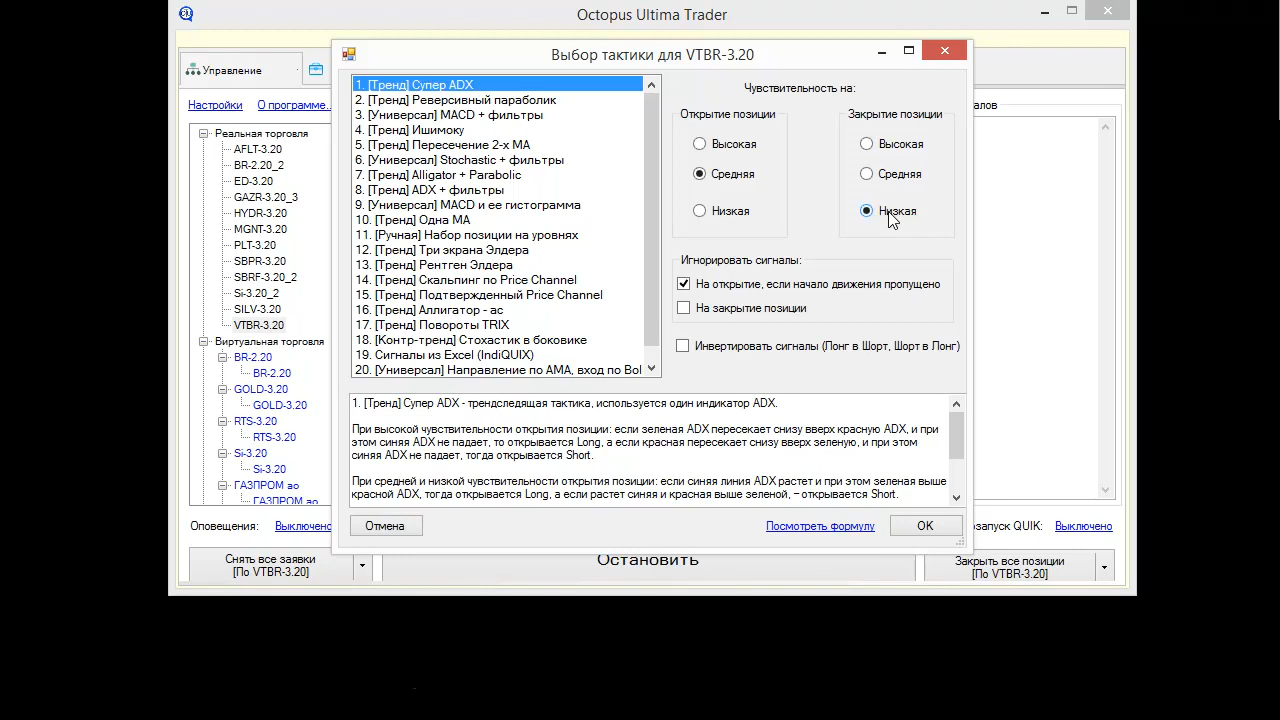 Octopus Ultima Trader
Выбор тактики для VTBR-3.20
Управление
Настройки О программе..
алов
Реальная торговля
AFLT-3.20
BR-2.20_2
ED-3.20
GAZR-3.20_3
HYDR-3.20
MGNT-3.20
PLT-3.20
SBPR-3.20
SBRF-3.20_2
Si-3.20_2
SILV-3.20
VTBR-3.20
Виртуальная торговля
BR-2.20
BR-2.20
GOLD-3.20
GOLD-3.20
RTS-3.20
RTS-3.20
Si-3.20
Si-3.20
ГАЗПРОМ ао
ГАЗПРОМ ао
1. [Тренд] Супер ADX
2. [Тренд] Реверсивный параболик
3. [Универсал] MACD + фильтры
4. [Тренд] Ишимоку
5. [Тренд] Пересечение 2-х МА
6. [Универсал] Stochastic + фильтры
7. [Тренд] Alligator + Parabolic
8. [Тренд] ADX + фильтры
9. [Универсал] MACD и ее гистограмма
10. [Тренд] Одна МА
11. [Ручная] Набор позиции на уровнях
12. [Тренд] Три экрана Элдера
13. [Тренд] Рентген Элдера
14. [Тренд] Скальпинг по Price Channel
15. [Тренд] Подтвержденный Price Channel
16. [Тренд] Аллигатор - ас
17. [Тренд] Повороты TRIX
18. [Контр-тренд] Стохастик в боковике
19. Сигналы из Excel (IndiQUIX)
20. [Универсал] Направление по AMA, вход по Bol
Чувствительность на:
Открытие позиции
Высокая
Средняя
Низкая
Закрытие позиции
Высокая
Средняя
Низкая
Игнорировать сигналы:
На открытие, если начало движения пропущено
На закрытие позиции
Инвертировать сигналы (Лонг в Шорт, Шорт в Лонг)
1. [Тренд] Супер ADX - трендследящая тактика, используется один индикатор ADX.
При высокой чувствительности открытия позиции: если зеленая ADX пересекает снизу вверх красную ADX, и при
этом синяя ADX не падает, то открывается Long, а если красная пересекает снизу вверх зеленую, и при этом
синяя ADX не падает, тогда открывается Short.
При средней и низкой чувствительности открытия позиции: если синяя линия ADX растет и при этом зеленая выше
красной ADX, тогда открывается Long, а если растет синяя и красная выше зеленой, – открывается Short.
Отмена
Посмотреть формулу
OK
Оповещения: Выключено
озапуск QUIK: Выключено
Снять все заявки
[По VTBR-3.20]
Остановить
Закрыть все позиции
[По VTBR-3.20]